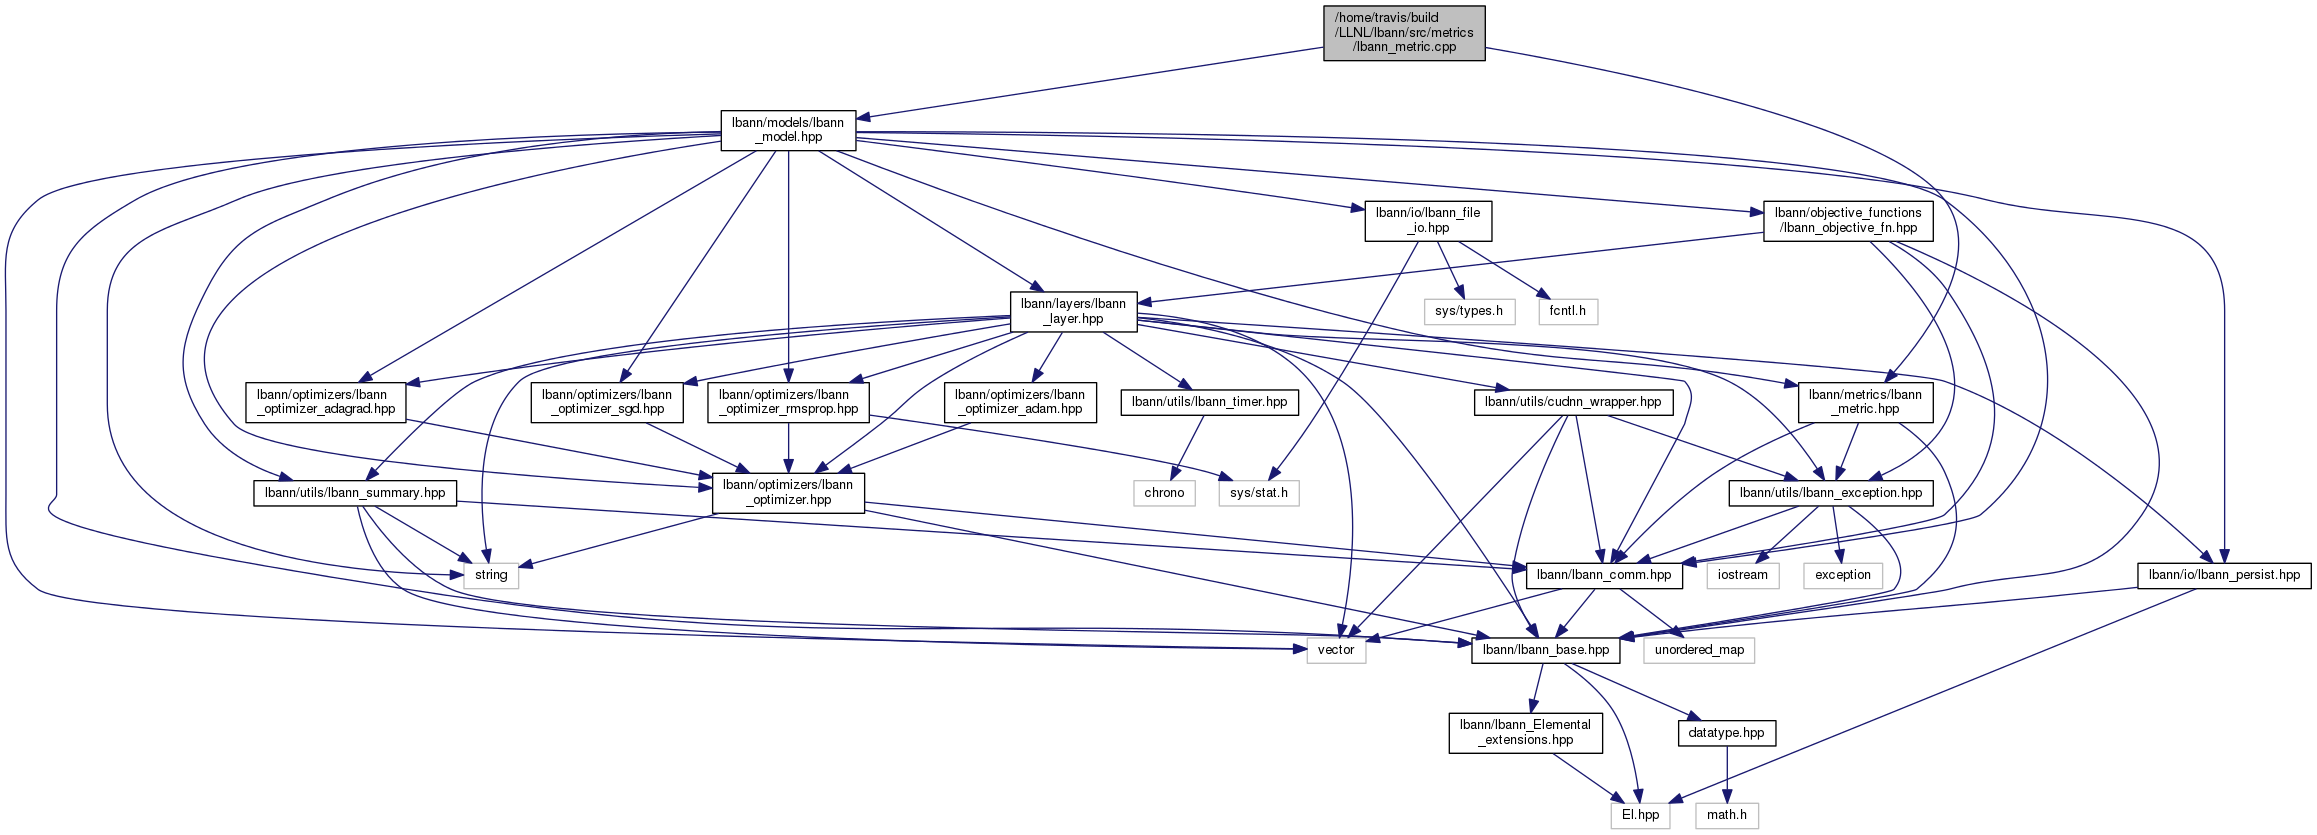 /home/travis/build
/LLNL/lbann/src/metrics
/lbann_metric.cpp
lbann/models/lbann
_model.hpp
lbann/io/lbann_file
_io.hpp
lbann/objective_functions
/lbann_objective_fn.hpp
lbann/layers/lbann
_layer.hpp
sys/types.h
fcntl.h
lbann/optimizers/lbann
_optimizer_adagrad.hpp
lbann/optimizers/lbann
_optimizer_sgd.hpp
lbann/optimizers/lbann
_optimizer_rmsprop.hpp
lbann/optimizers/lbann
_optimizer_adam.hpp
lbann/utils/lbann_timer.hpp
lbann/utils/cudnn_wrapper.hpp
lbann/metrics/lbann
_metric.hpp
lbann/utils/lbann_summary.hpp
lbann/optimizers/lbann
_optimizer.hpp
chrono
sys/stat.h
lbann/utils/lbann_exception.hpp
string
lbann/lbann_comm.hpp
iostream
exception
lbann/io/lbann_persist.hpp
vector
lbann/lbann_base.hpp
unordered_map
lbann/lbann_Elemental
_extensions.hpp
datatype.hpp
El.hpp
math.h